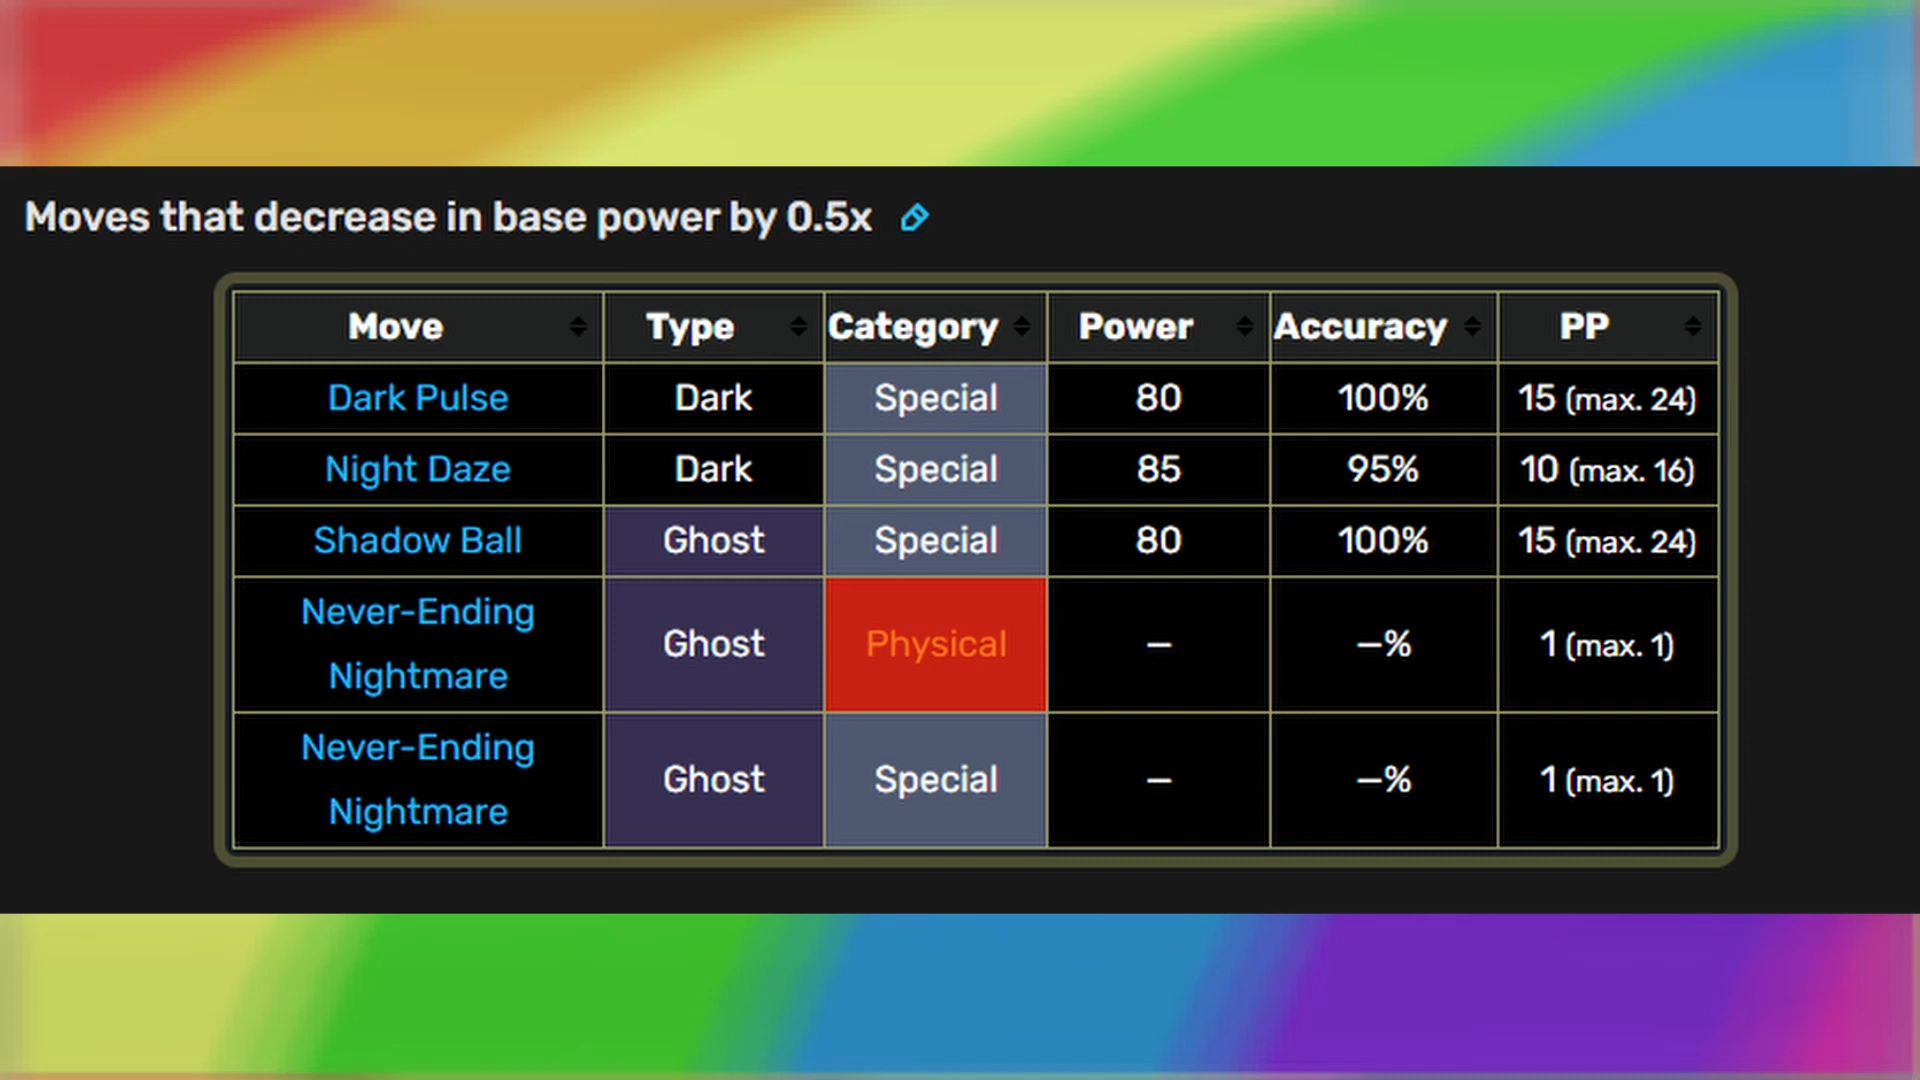 Moves that decrease in base power by 0.5x
Move Type Category Power Accuracy PP
Dark Pulse Dark Special 80 100% 15 (max. 24)
Night Daze Dark Special 85 95% 10 (max. 16)
Shadow Ball Ghost Special 80 100% 15 (max. 24)
Never-Ending
Nightmare Ghost Physical — —% 1 (max. 1)
Never-Ending
Nightmare Ghost Special — —% 1 (max. 1)